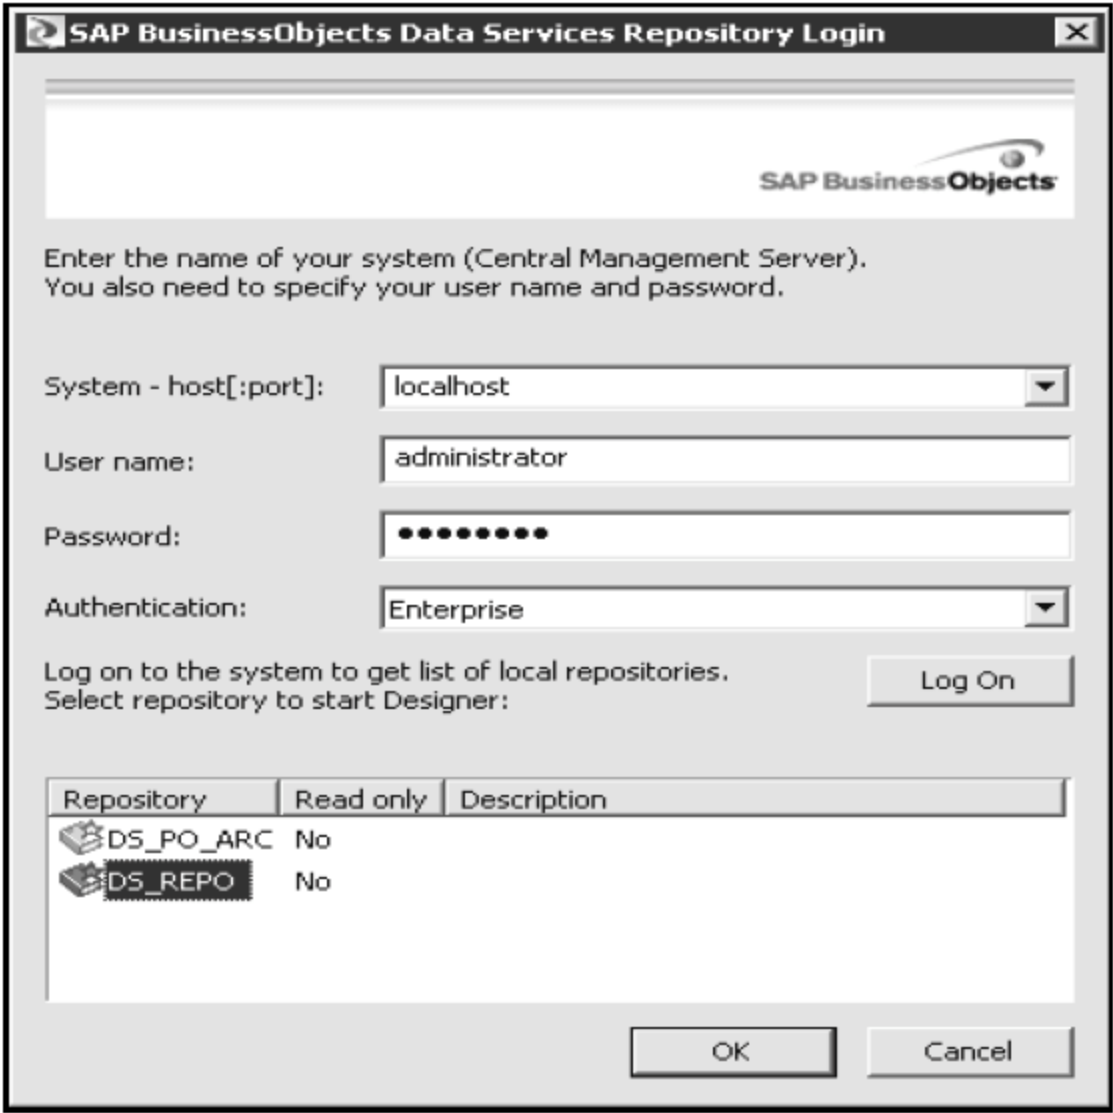 SAP BusinessObjects Data Services Repository Login
SAP BusinessObjects
Enter the name of your system (Central Management Server).
You also need to specify your user name and password.
System - host[:port]: localhost
User name: administrator
Password: ●●●●●●●●
Authentication: Enterprise
Log on to the system to get list of local repositories.
Select repository to start Designer:
Log On
Repository Read only Description
DS_PO_ARC No
DS_REPO No
OK Cancel